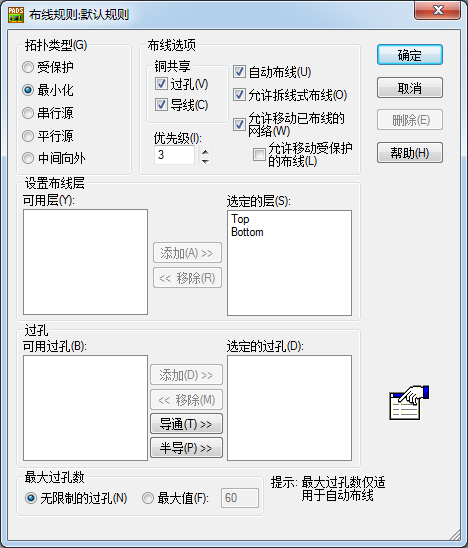 PADS
布线规则:默认规则
拓扑类型(G)
受保护
最小化
串行源
平行源
中间向外
布线选项
铜共享
过孔(V)
导线(C)
优先级(I):
3
自动布线(U)
允许拆线式布线(O)
允许移动已布线的
网络(W)
允许移动受保护
的布线(L)
确定
取消
删除(E)
帮助(H)
设置布线层
可用层(Y):
添加(A) >>
<< 移除(R)
选定的层(S):
Top
Bottom
过孔
可用过孔(B):
添加(D) >>
<< 移除(M)
导通(T) >>
半导(P) >>
选定的过孔(D):
最大过孔数
无限制的过孔(N)
最大值(F):
60
提示: 最大过孔数仅适
用于自动布线